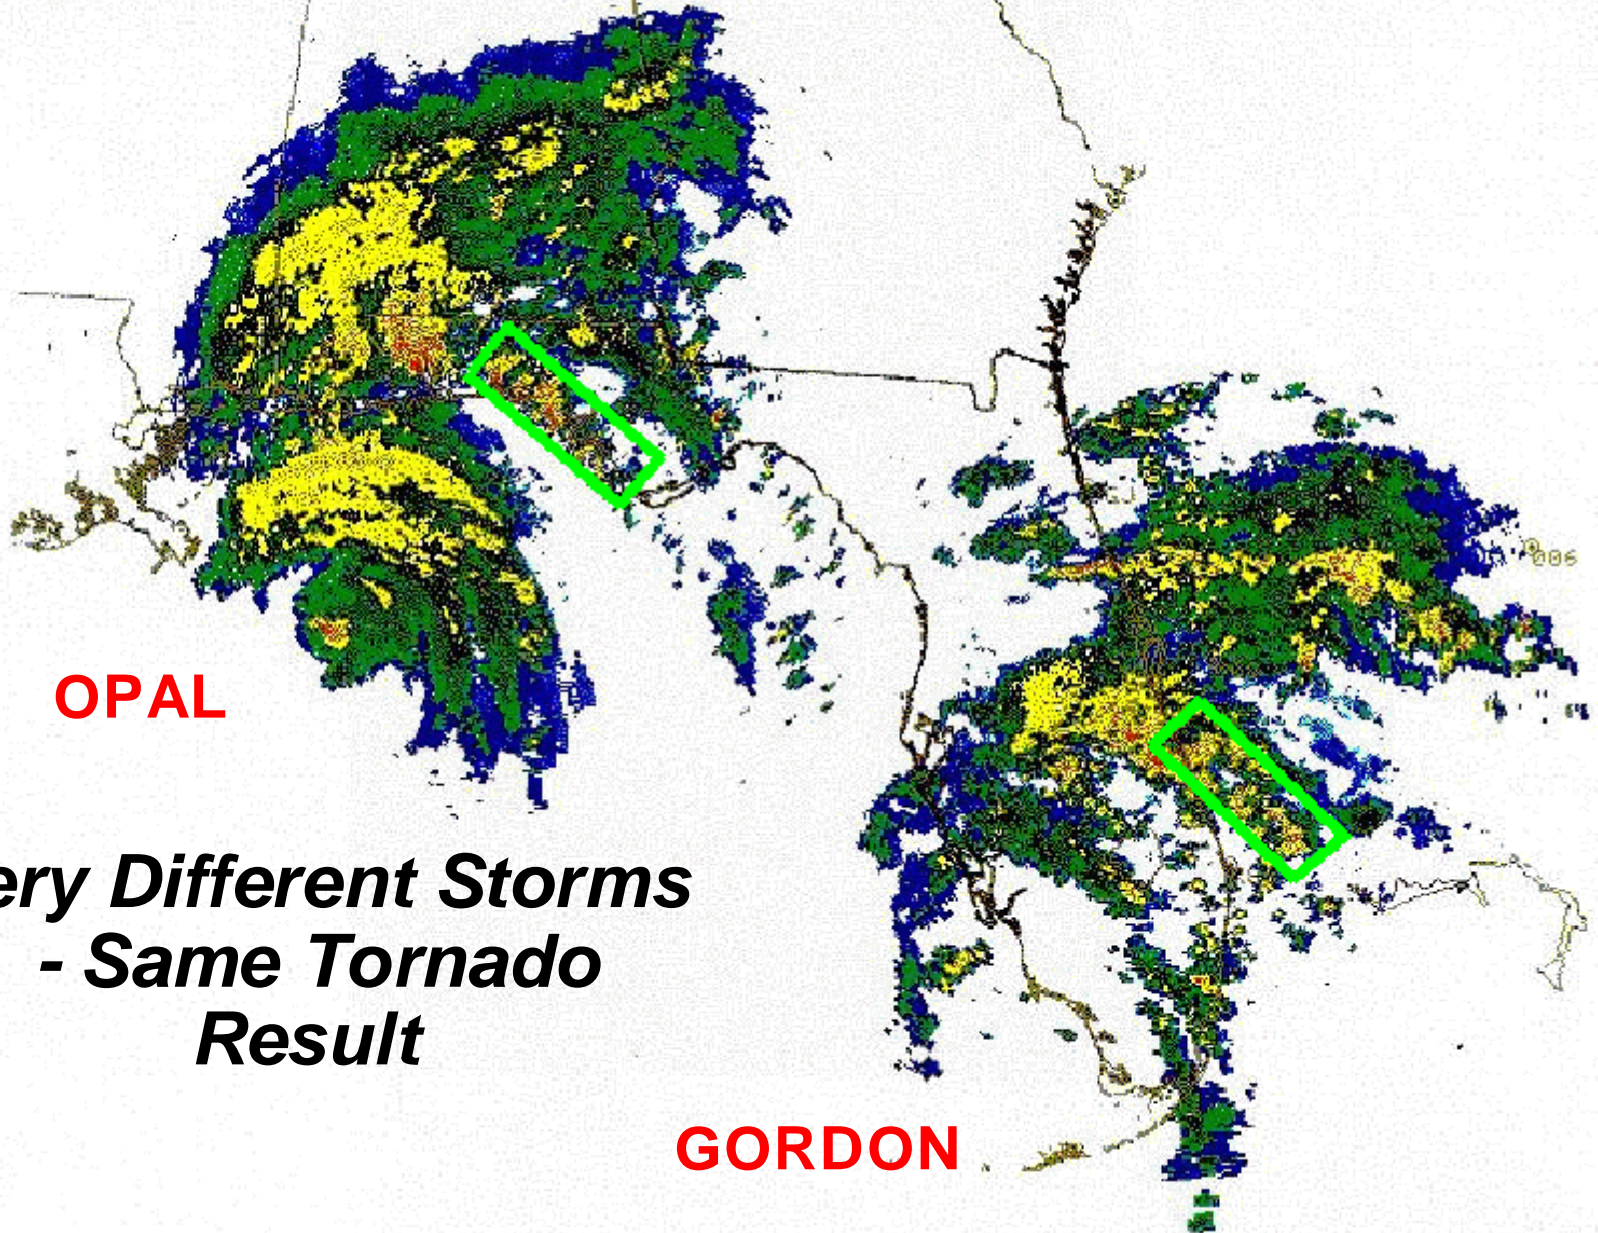 OPAL
ery Different Storms
- Same Tornado
Result
GORDON